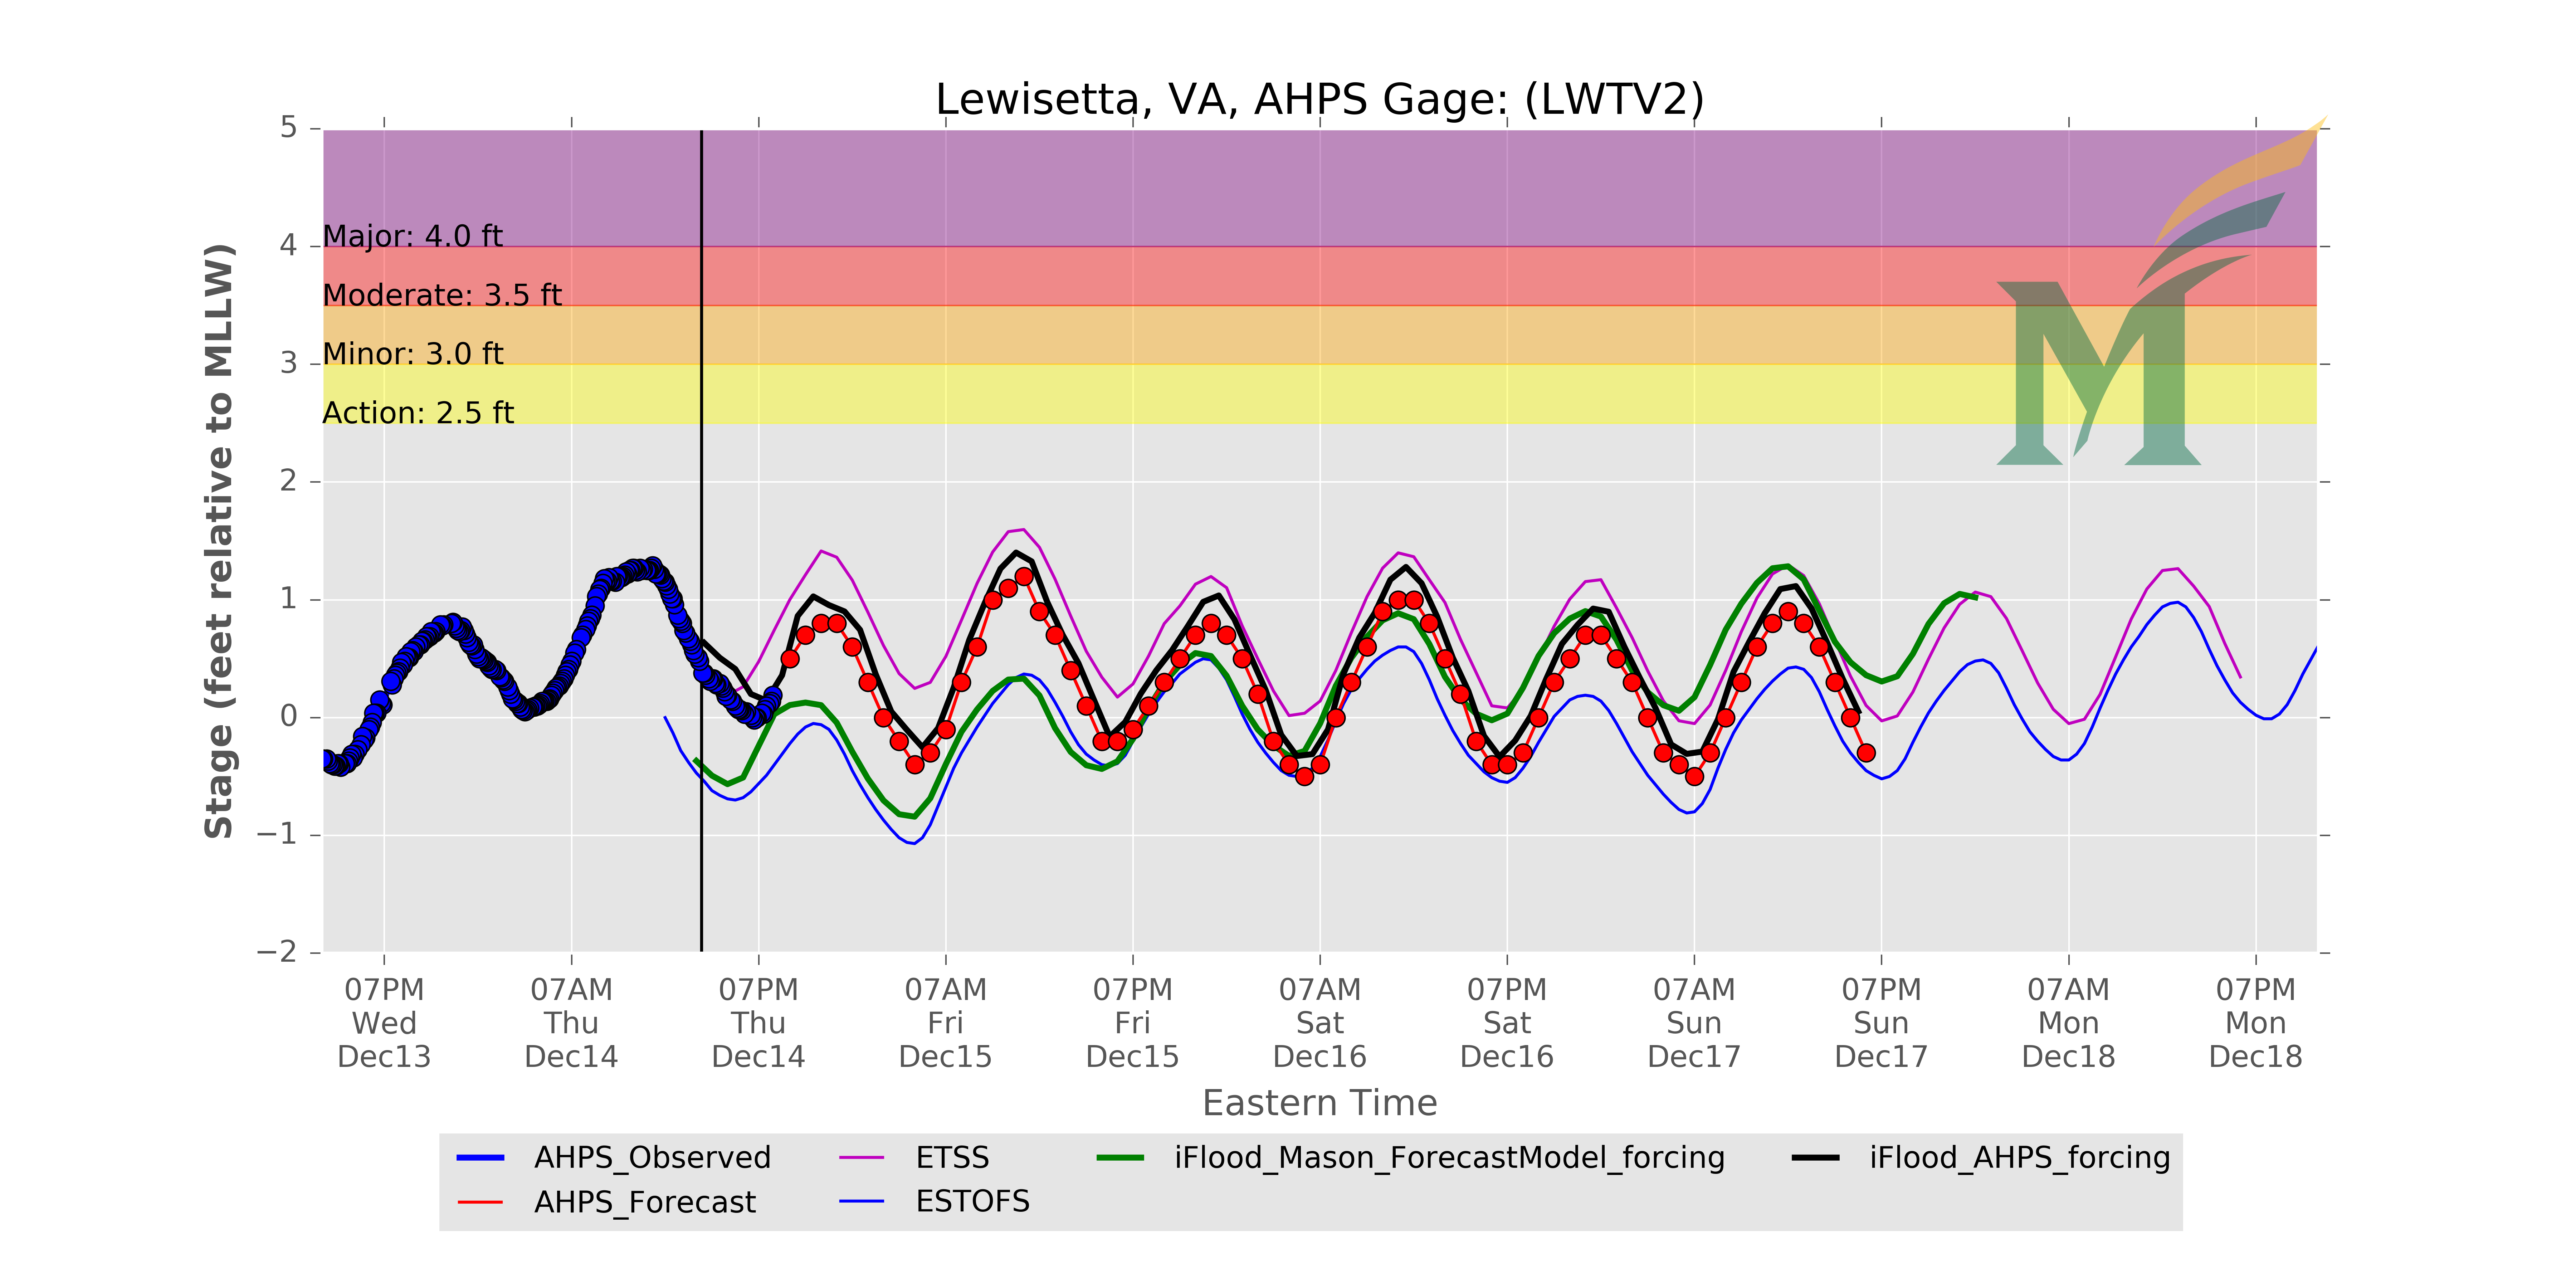 Lewisetta, VA, AHPS Gage: (LWTV2)
Stage (feet relative to MLLW)
5
4
3
2
1
0
−1
−2
Major: 4.0 ft
Moderate: 3.5 ft
Minor: 3.0 ft
Action: 2.5 ft
07PM 07AM 07PM 07AM 07PM 07AM 07PM 07AM 07PM 07AM 07PM
Wed Thu Thu Fri Fri Sat Sat Sun Sun Mon Mon
Dec13 Dec14 Dec14 Dec15 Dec15 Dec16 Dec16 Dec17 Dec17 Dec18 Dec18
Eastern Time
AHPS_Observed ETSS iFlood_Mason_ForecastModel_forcing iFlood_AHPS_forcing
AHPS_Forecast ESTOFS
M